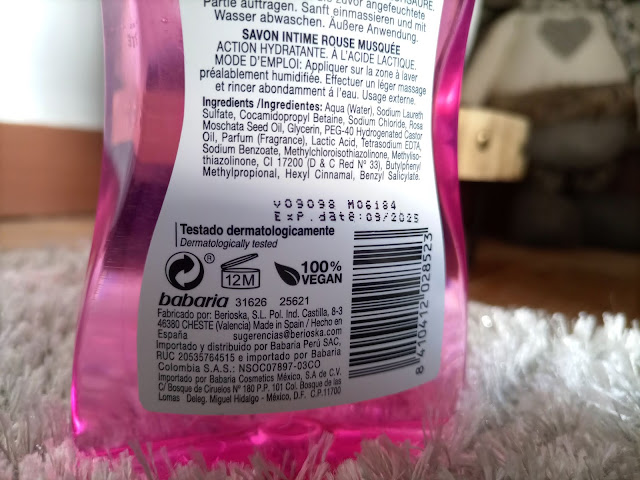 zuvor angefeuchtete
Partie auftragen. Sanft einmassieren und mit
Wasser abwaschen. Äußere Anwendung.
SAVON INTIME ROUSE MUSQUÉE
ACTION HYDRATANTE. À L'ACIDE LACTIQUE.
MODE D'EMPLOI: Appliquer sur la zone à laver
préalablement humidifiée. Effectuer un léger massage
et rincer abondamment á l'eau. Usage externe.
Ingredients /Ingredientes: Aqua (Water), Sodium Laureth
Sulfate, Cocamidopropyl Betaine, Sodium Chloride, Rosa
Moschata Seed Oil, Glycerin, PEG-40 Hydrogenated Castor
Oil, Parfum (Fragrance), Lactic Acid, Tetrasodium EDTA,
Sodium Benzoate, Methylchloroisothiazolinone, Methyliso-
thiazolinone, CI 17200 (D & C Red N° 33), Butylphenyl
Methylpropional, Hexyl Cinnamal, Benzyl Salicylate.
V09098 M06184
Exp.date:09/2025
Testado dermatologicamente
Dermatologically tested
®
12M
100%
VEGAN
babaria 31626 25621
Fabricado por: Berioska, S.L. Pol. Ind. Castilla, 8-3
46380 CHESTE (Valencia) Made in Spain / Hecho en
España sugerencias@berioska.com
Importado y distribuido por Babaria Perú SAC,
RUC 20535764515 e importado por Babaria
Colombia S.A.S.: NSOC07897-03CO
Importado por Babaria Cosmetics México, S.A de C.V.
C/ Bosque de Ciruelos N° 180 P.P. 101 Col. Bosque de las
Lomas Deleg. Miguel Hidalgo - México, D.F. C.P.11700
8 410412 028523